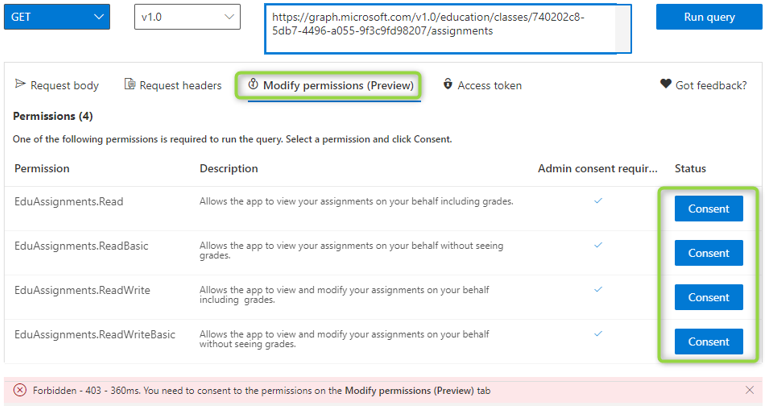 GET
v1.0
https://graph.microsoft.com/v1.0/education/classes/740202c8-
5db7-4496-a055-9f3c9fd98207/assignments
Run query
Request body
Request headers
Modify permissions (Preview)
Access token
Got feedback?
Permissions (4)
One of the following permissions is required to run the query. Select a permission and click Consent.
Permission
Description
Admin consent requir...
Status
EduAssignments.Read
Allows the app to view your assignments on your behalf including grades.
Consent
EduAssignments.ReadBasic
Allows the app to view your assignments on your behalf without seeing
grades.
Consent
EduAssignments.ReadWrite
Allows the app to view and modify your assignments on your behalf
including grades.
Consent
EduAssignments.ReadWriteBasic
Allows the app to view and modify your assignments on your behalf
without seeing grades.
Consent
Forbidden - 403 - 360ms. You need to consent to the permissions on the Modify permissions (Preview) tab